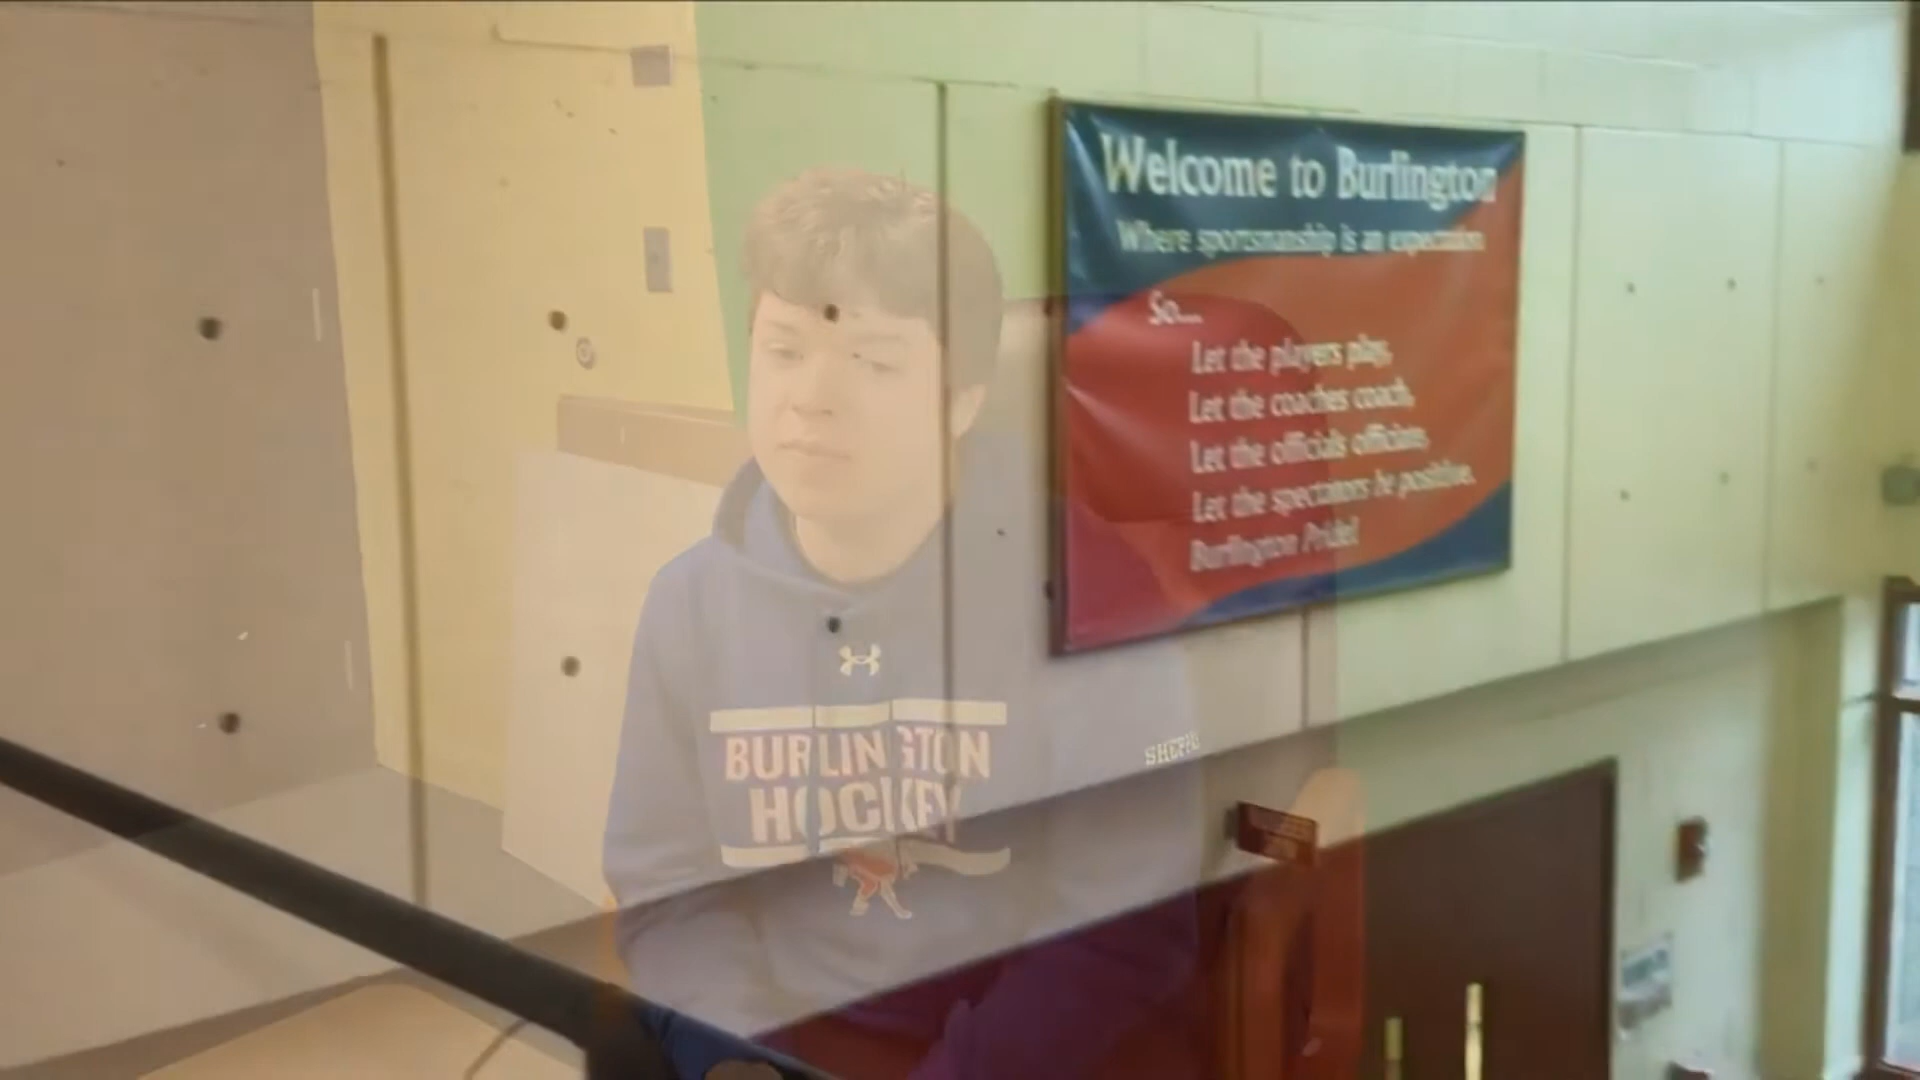 Welcome to Burlington
Where sportsmanship is an expectation
So...
Let the players play,
Let the coaches coach,
Let the officials officiate,
Let the spectators be positive.
Burlington Pride!
BURLINGTON
HOCKEY